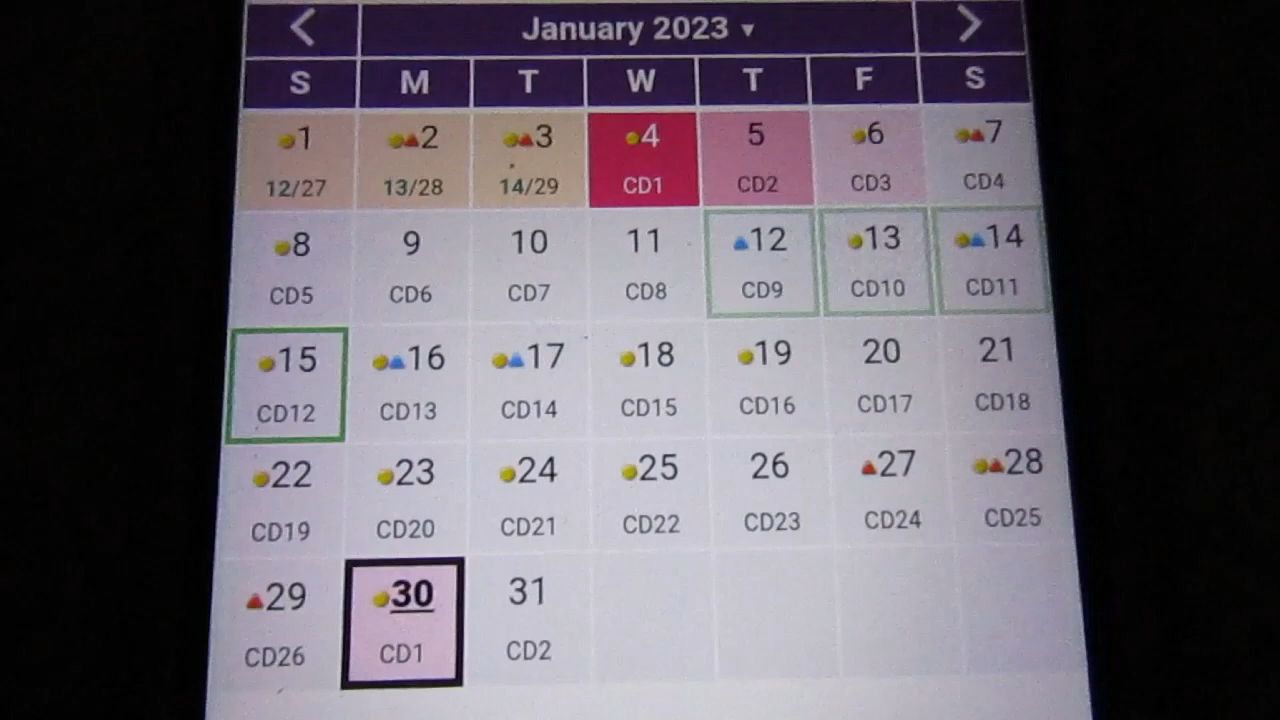 January 2023
S M T W T F S
1 2 3 4 5 6 7
12/27 13/28 14/29 CD1 CD2 CD3 CD4
8 9 10 11 12 13 14
CD5 CD6 CD7 CD8 CD9 CD10 CD11
15 16 17 18 19 20 21
CD12 CD13 CD14 CD15 CD16 CD17 CD18
22 23 24 25 26 27 28
CD19 CD20 CD21 CD22 CD23 CD24 CD25
29 30 31
CD26 CD1 CD2